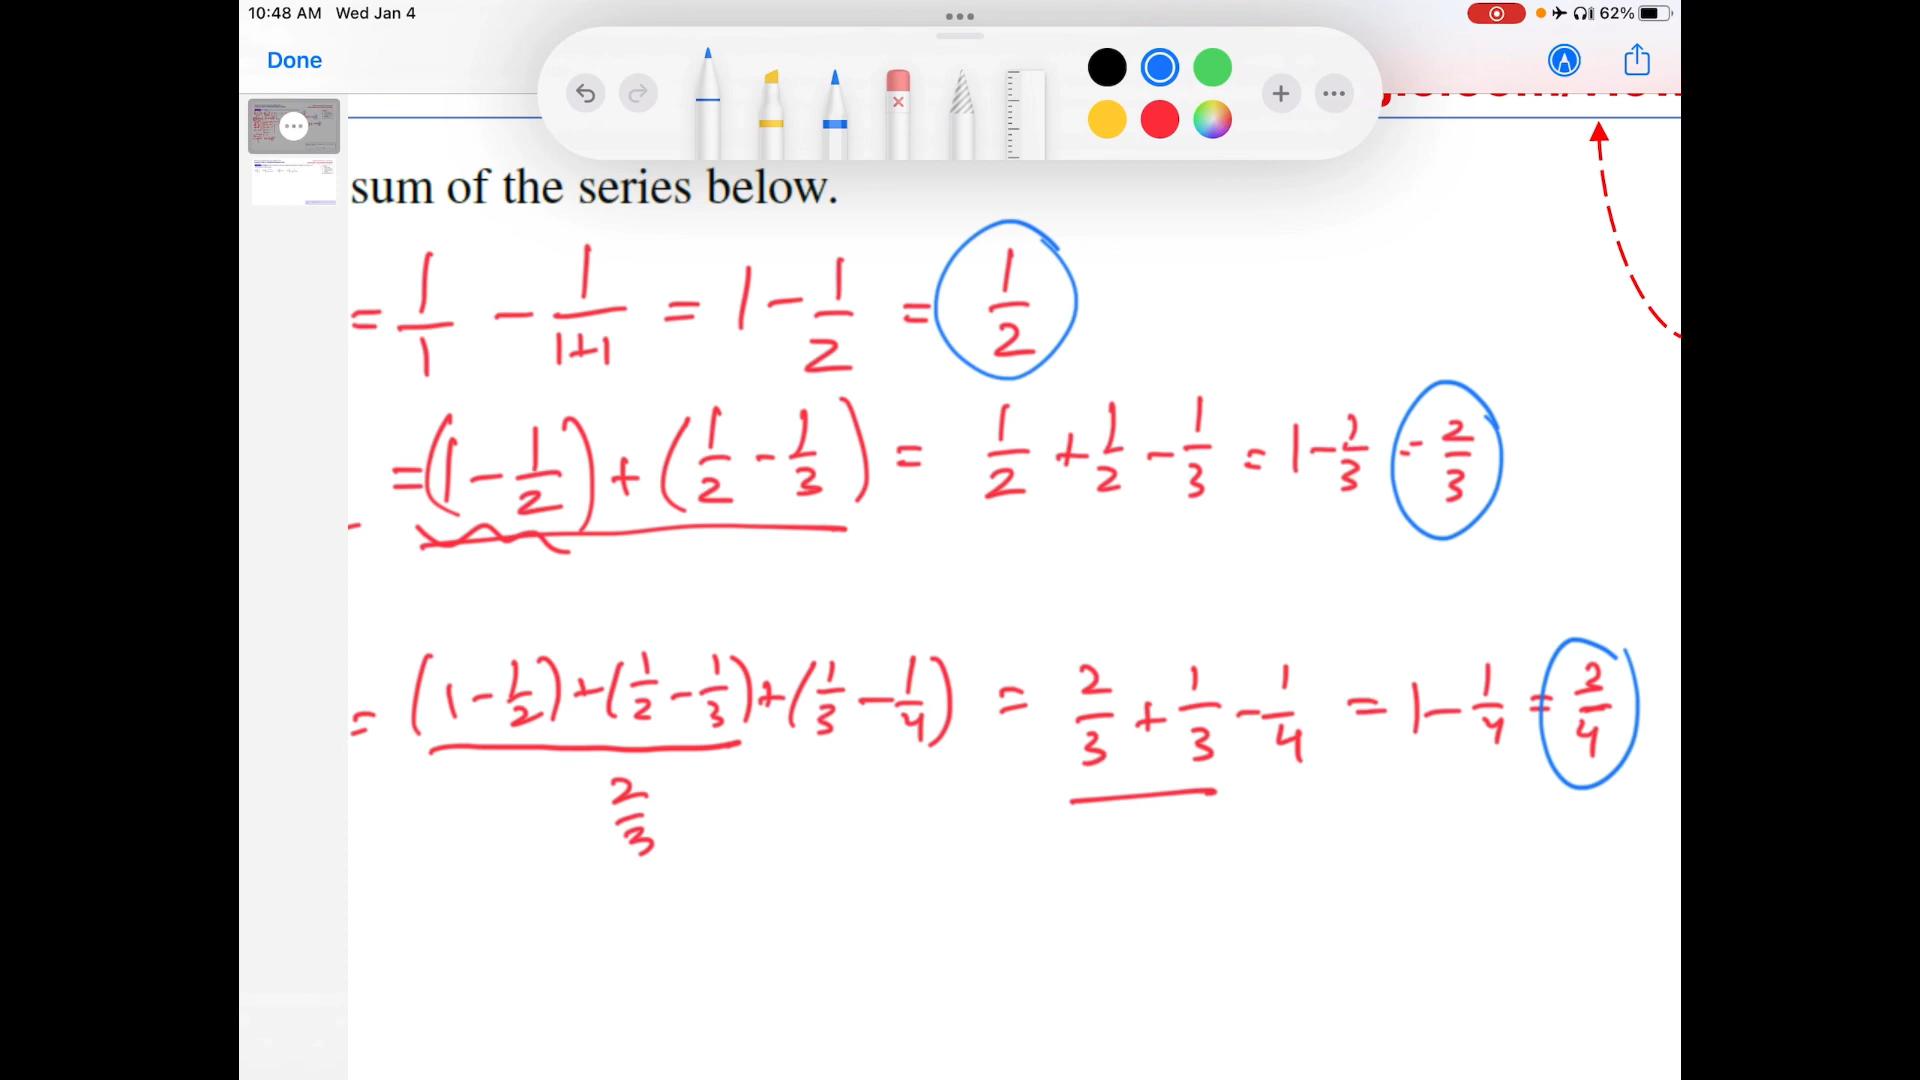 10:48 AM Wed Jan 4
62%
Done
sum of the series below.
= 1/1 - 1/(1+1) = 1 - 1/2 = 1/2
= (1 - 1/2) + (1/2 - 1/3) = 1/2 + 1/2 - 1/3 = 1 - 1/3 = 2/3
= (1 - 1/2) + (1/2 - 1/3) + (1/3 - 1/4) = 2/3 + 1/3 - 1/4 = 1 - 1/4 = 3/4
2/3